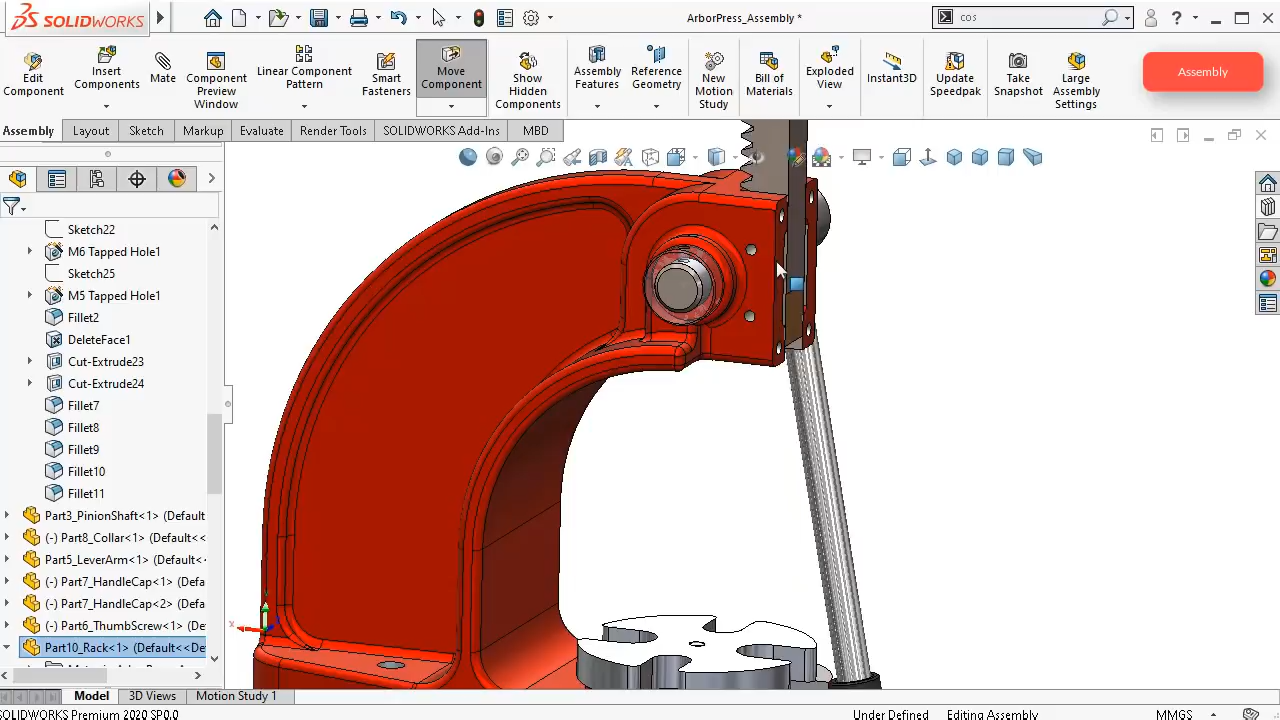 SOLIDWORKS
ArborPress_Assembly *
cos
Edit Component
Insert Components
Mate
Component Preview Window
Linear Component Pattern
Smart Fasteners
Move Component
Show Hidden Components
Assembly Features
Reference Geometry
New Motion Study
Bill of Materials
Exploded View
Instant3D
Update Speedpak
Take Snapshot
Large Assembly Settings
Assembly
Assembly
Layout
Sketch
Markup
Evaluate
Render Tools
SOLIDWORKS Add-Ins
MBD
Sketch22
M6 Tapped Hole1
Sketch25
M5 Tapped Hole1
Fillet2
DeleteFace1
Cut-Extrude23
Cut-Extrude24
Fillet7
Fillet8
Fillet9
Fillet10
Fillet11
Part3_PinionShaft<1> (Default
(-) Part8_Collar<1> (Default<<
Part5_LeverArm<1> (Default<
(-) Part7_HandleCap<1> (Defa
(-) Part7_HandleCap<2> (Defa
(-) Part6_ThumbScrew<1> (De
Part10_Rack<1> (Default<<De
x
Model
3D Views
Motion Study 1
SOLIDWORKS Premium 2020 SP0.0
Under Defined
Editing Assembly
MMGS